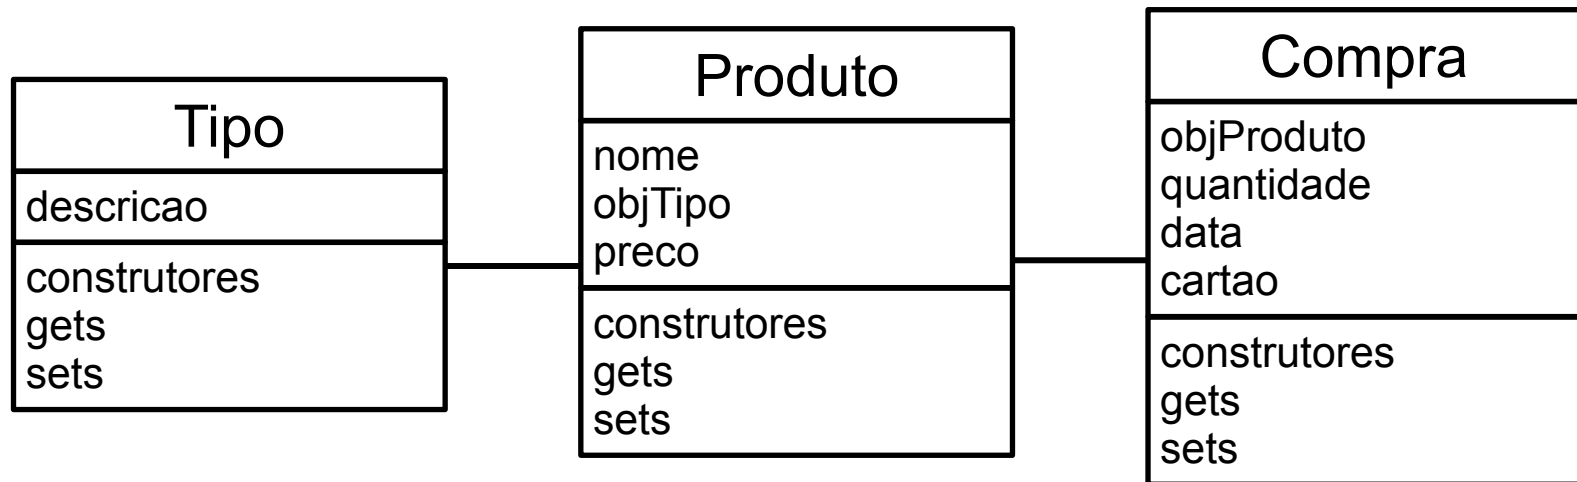 Tipo
descricao
construtores
gets
sets
Produto
nome
objTipo
preco
construtores
gets
sets
Compra
objProduto
quantidade
data
cartao
construtores
gets
sets